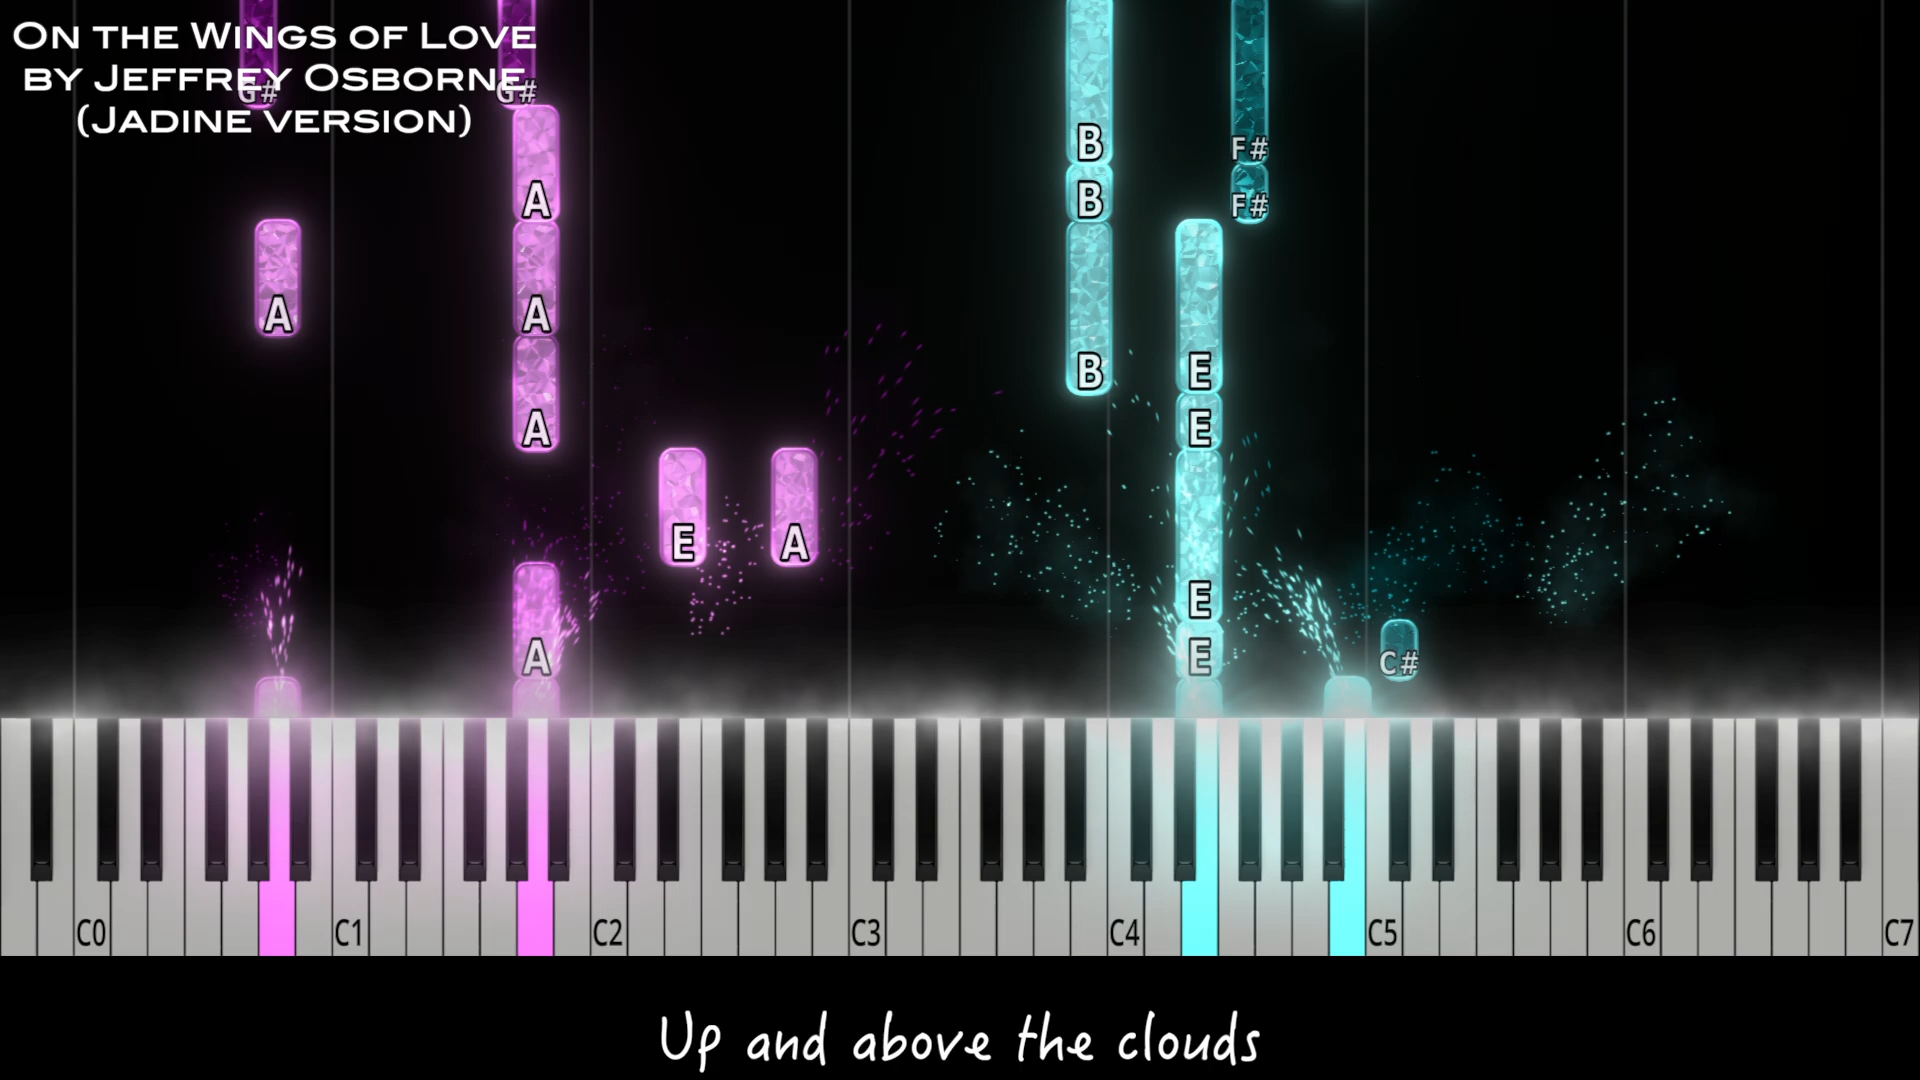 On the Wings of Love
by Jeffrey Osborne
(Jadine version)
G# G#
B F#
A B F#
A A B E
A E
E A
E
A E C#
C0 C1 C2 C3 C4 C5 C6 C7
Up and above the clouds